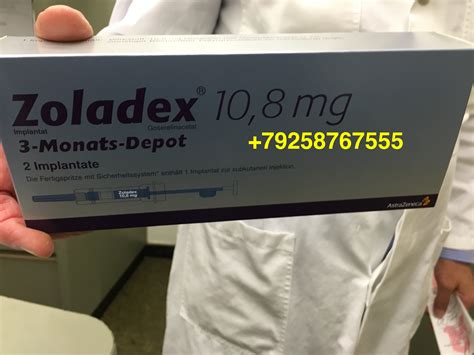 Zoladex® 10,8 mg
Implantat
Goserelinacetat
3-Monats-Depot
+79258767555
2 Implantate
Die Fertigspritze mit Sicherheitssystem enthält 1 Implantat zur subkutanen Injektion.
Zoladex
10,8 mg
AstraZeneca